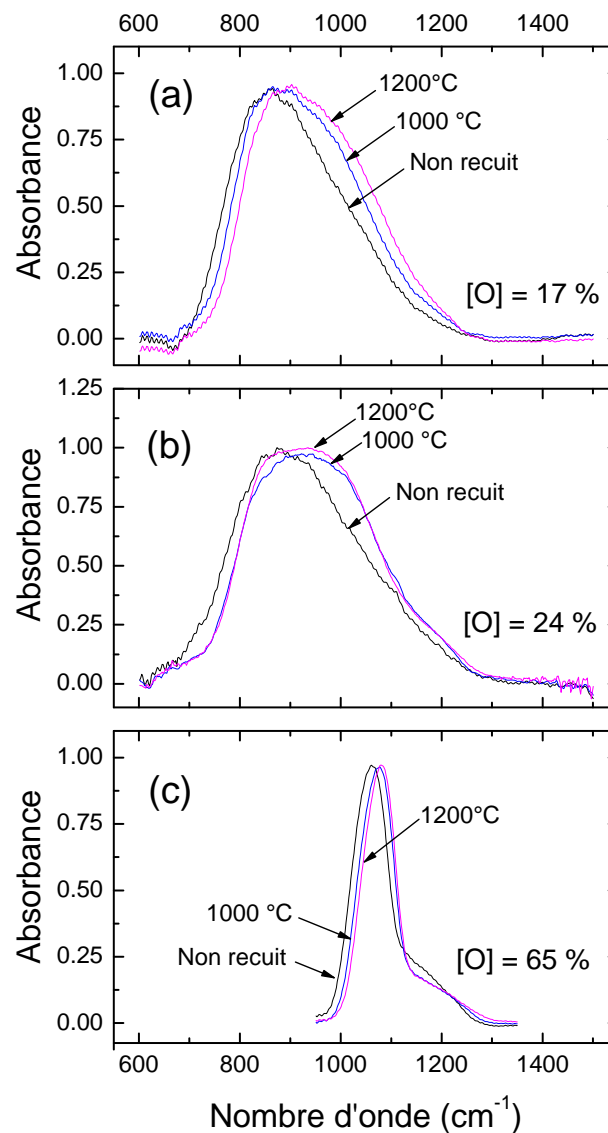 600 800 1000 1200 1400
1.00
0.75
0.50
0.25
0.00
Absorbance
(a)
1200°C
1000 °C
Non recuit
[O] = 17 %
1.25
1.00
0.75
0.50
0.25
0.00
Absorbance
(b)
1200°C
1000 °C
Non recuit
[O] = 24 %
1.00
0.75
0.50
0.25
0.00
Absorbance
(c)
1200°C
1000 °C
Non recuit
[O] = 65 %
600 800 1000 1200 1400
Nombre d'onde (cm⁻¹)